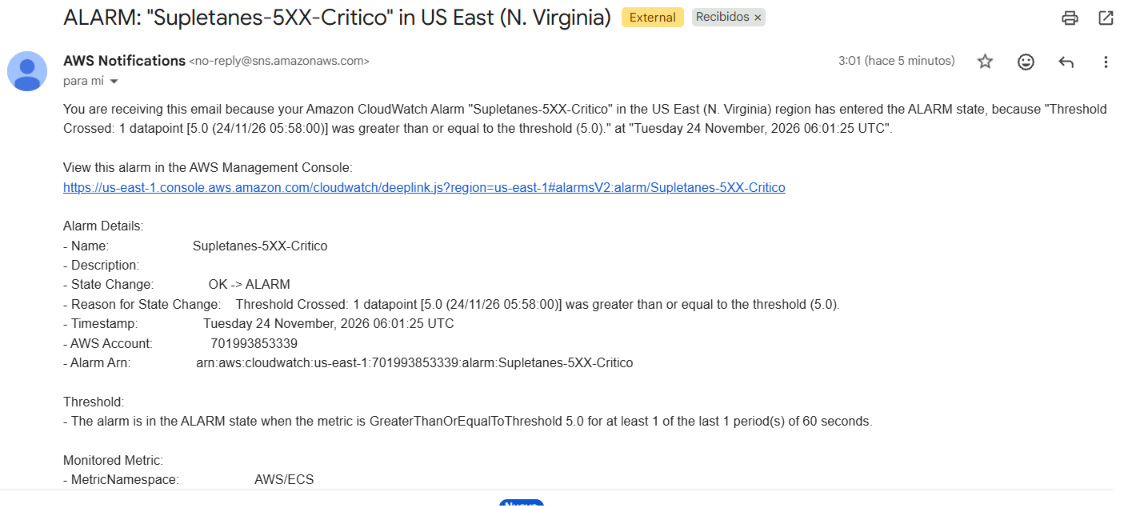 ALARM: "Supletanes-5XX-Critico" in US East (N. Virginia) External Recibidos ×
AWS Notifications <no-reply@sns.amazonaws.com> 3:01 (hace 5 minutos)
para mí
You are receiving this email because your Amazon CloudWatch Alarm "Supletanes-5XX-Critico" in the US East (N. Virginia) region has entered the ALARM state, because "Threshold
Crossed: 1 datapoint [5.0 (24/11/26 05:58:00)] was greater than or equal to the threshold (5.0)." at "Tuesday 24 November, 2026 06:01:25 UTC".
View this alarm in the AWS Management Console:
https://us-east-1.console.aws.amazon.com/cloudwatch/deeplink.js?region=us-east-1#alarmsV2:alarm/Supletanes-5XX-Critico
Alarm Details:
- Name: Supletanes-5XX-Critico
- Description:
- State Change: OK -> ALARM
- Reason for State Change: Threshold Crossed: 1 datapoint [5.0 (24/11/26 05:58:00)] was greater than or equal to the threshold (5.0).
- Timestamp: Tuesday 24 November, 2026 06:01:25 UTC
- AWS Account: 701993853339
- Alarm Arn: arn:aws:cloudwatch:us-east-1:701993853339:alarm:Supletanes-5XX-Critico
Threshold:
- The alarm is in the ALARM state when the metric is GreaterThanOrEqualToThreshold 5.0 for at least 1 of the last 1 period(s) of 60 seconds.
Monitored Metric:
- MetricNamespace: AWS/ECS